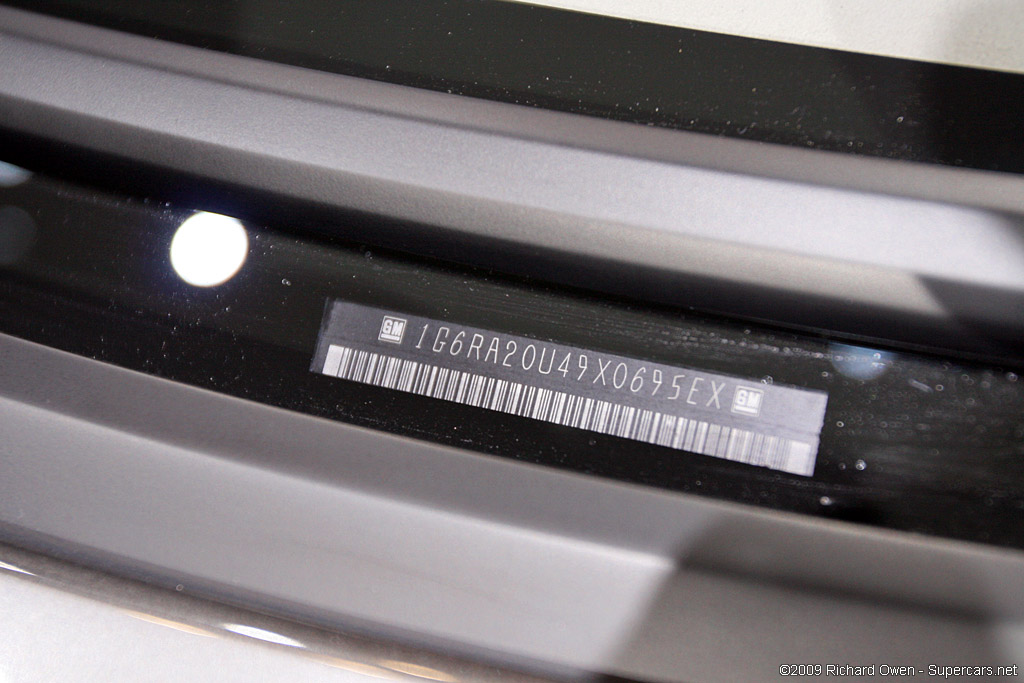 GM 1G6RA20U49X0695EX GM
©2009 Richard Owen - Supercars.net